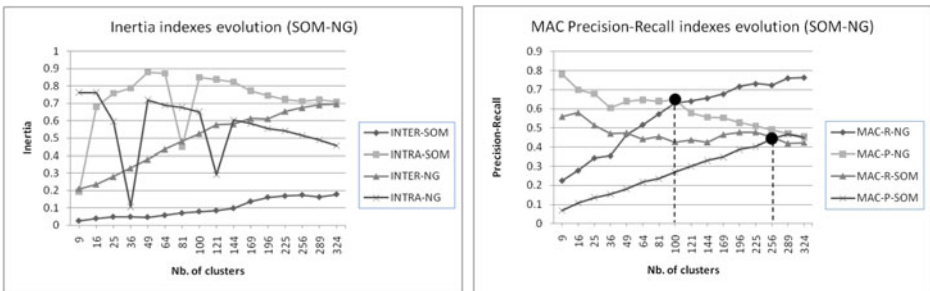 Inertia indexes evolution (SOM-NG)
1
0.9
0.8
0.7
0.6
0.5
0.4
0.3
0.2
0.1
0
Inertia
9 16 25 36 49 64 81 100 121 144 169 196 225 256 289 324
Nb. of clusters
INTER-SOM
INTRA-SOM
INTER-NG
INTRA-NG
MAC Precision-Recall indexes evolution (SOM-NG)
0.9
0.8
0.7
0.6
0.5
0.4
0.3
0.2
0.1
0
Precision-Recall
9 16 25 36 49 64 81 100 121 144 169 196 225 256 289 324
Nb. of clusters
MAC-R-NG
MAC-P-NG
MAC-R-SOM
MAC-P-SOM